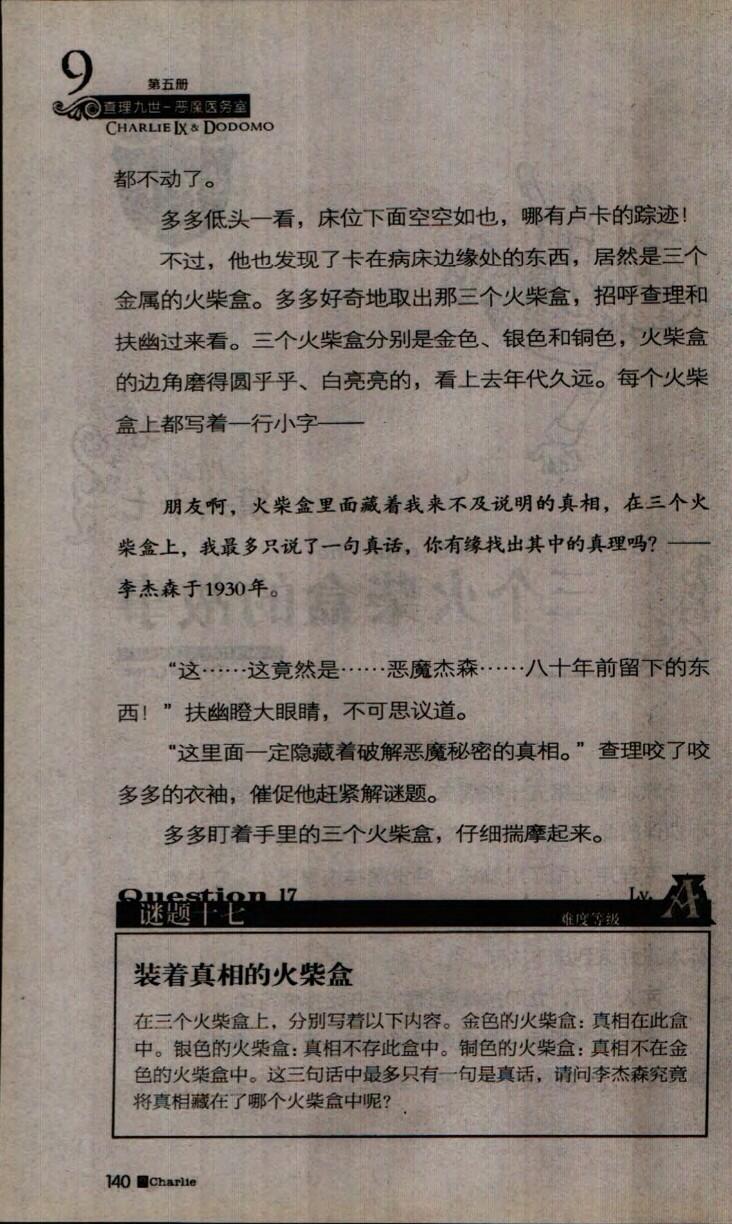 9
第五册
查理九世-恶魔医务室
CHARLIE IX & DODOMO
都不动了。
多多低头一看，床位下面空空如也，哪有卢卡的踪迹！
不过，他也发现了卡在病床边缘处的东西，居然是三个
金属的火柴盒。多多好奇地取出那三个火柴盒，招呼查理和
扶幽过来看。三个火柴盒分别是金色、银色和铜色，火柴盒
的边角磨得圆乎乎、白亮亮的，看上去年代久远。每个火柴
盒上都写着一行小字——
朋友啊，火柴盒里面藏着我来不及说明的真相，在三个火
柴盒上，我最多只说了一句真话，你有缘找出其中的真理吗？——
李杰森于1930年。
“这……这竟然是……恶魔杰森……八十年前留下的东
西！”扶幽瞪大眼睛，不可思议道。
“这里面一定隐藏着破解恶魔秘密的真相。”查理咬了咬
多多的衣袖，催促他赶紧解谜题。
多多盯着手里的三个火柴盒，仔细揣摩起来。
Question 17
Lv. A
谜题十七
难度等级
装着真相的火柴盒
在三个火柴盒上，分别写着以下内容。金色的火柴盒：真相在此盒
中。银色的火柴盒：真相不存此盒中。铜色的火柴盒：真相不在金
色的火柴盒中。这三句话中最多只有一句是真话，请问李杰森究竟
将真相藏在了哪个火柴盒中呢？
140 Charlie